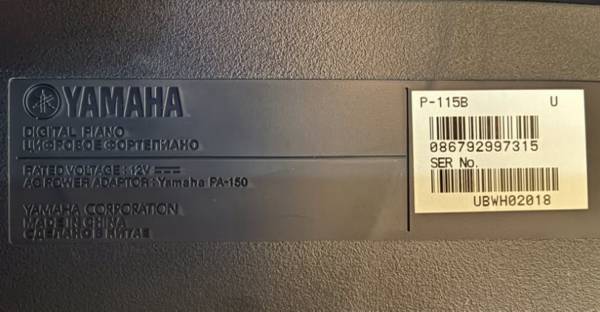 YAMAHA
DIGITAL PIANO
ЦИФРОВОЕ ФОРТЕПИАНО
RATED VOLTAGE : 12V
AC POWER ADAPTOR : Yamaha PA-150
YAMAHA CORPORATION
MADE IN CHINA
СДЕЛАНО В КИТАЕ
P-115B U
086792997315
SER No.
UBWH02018